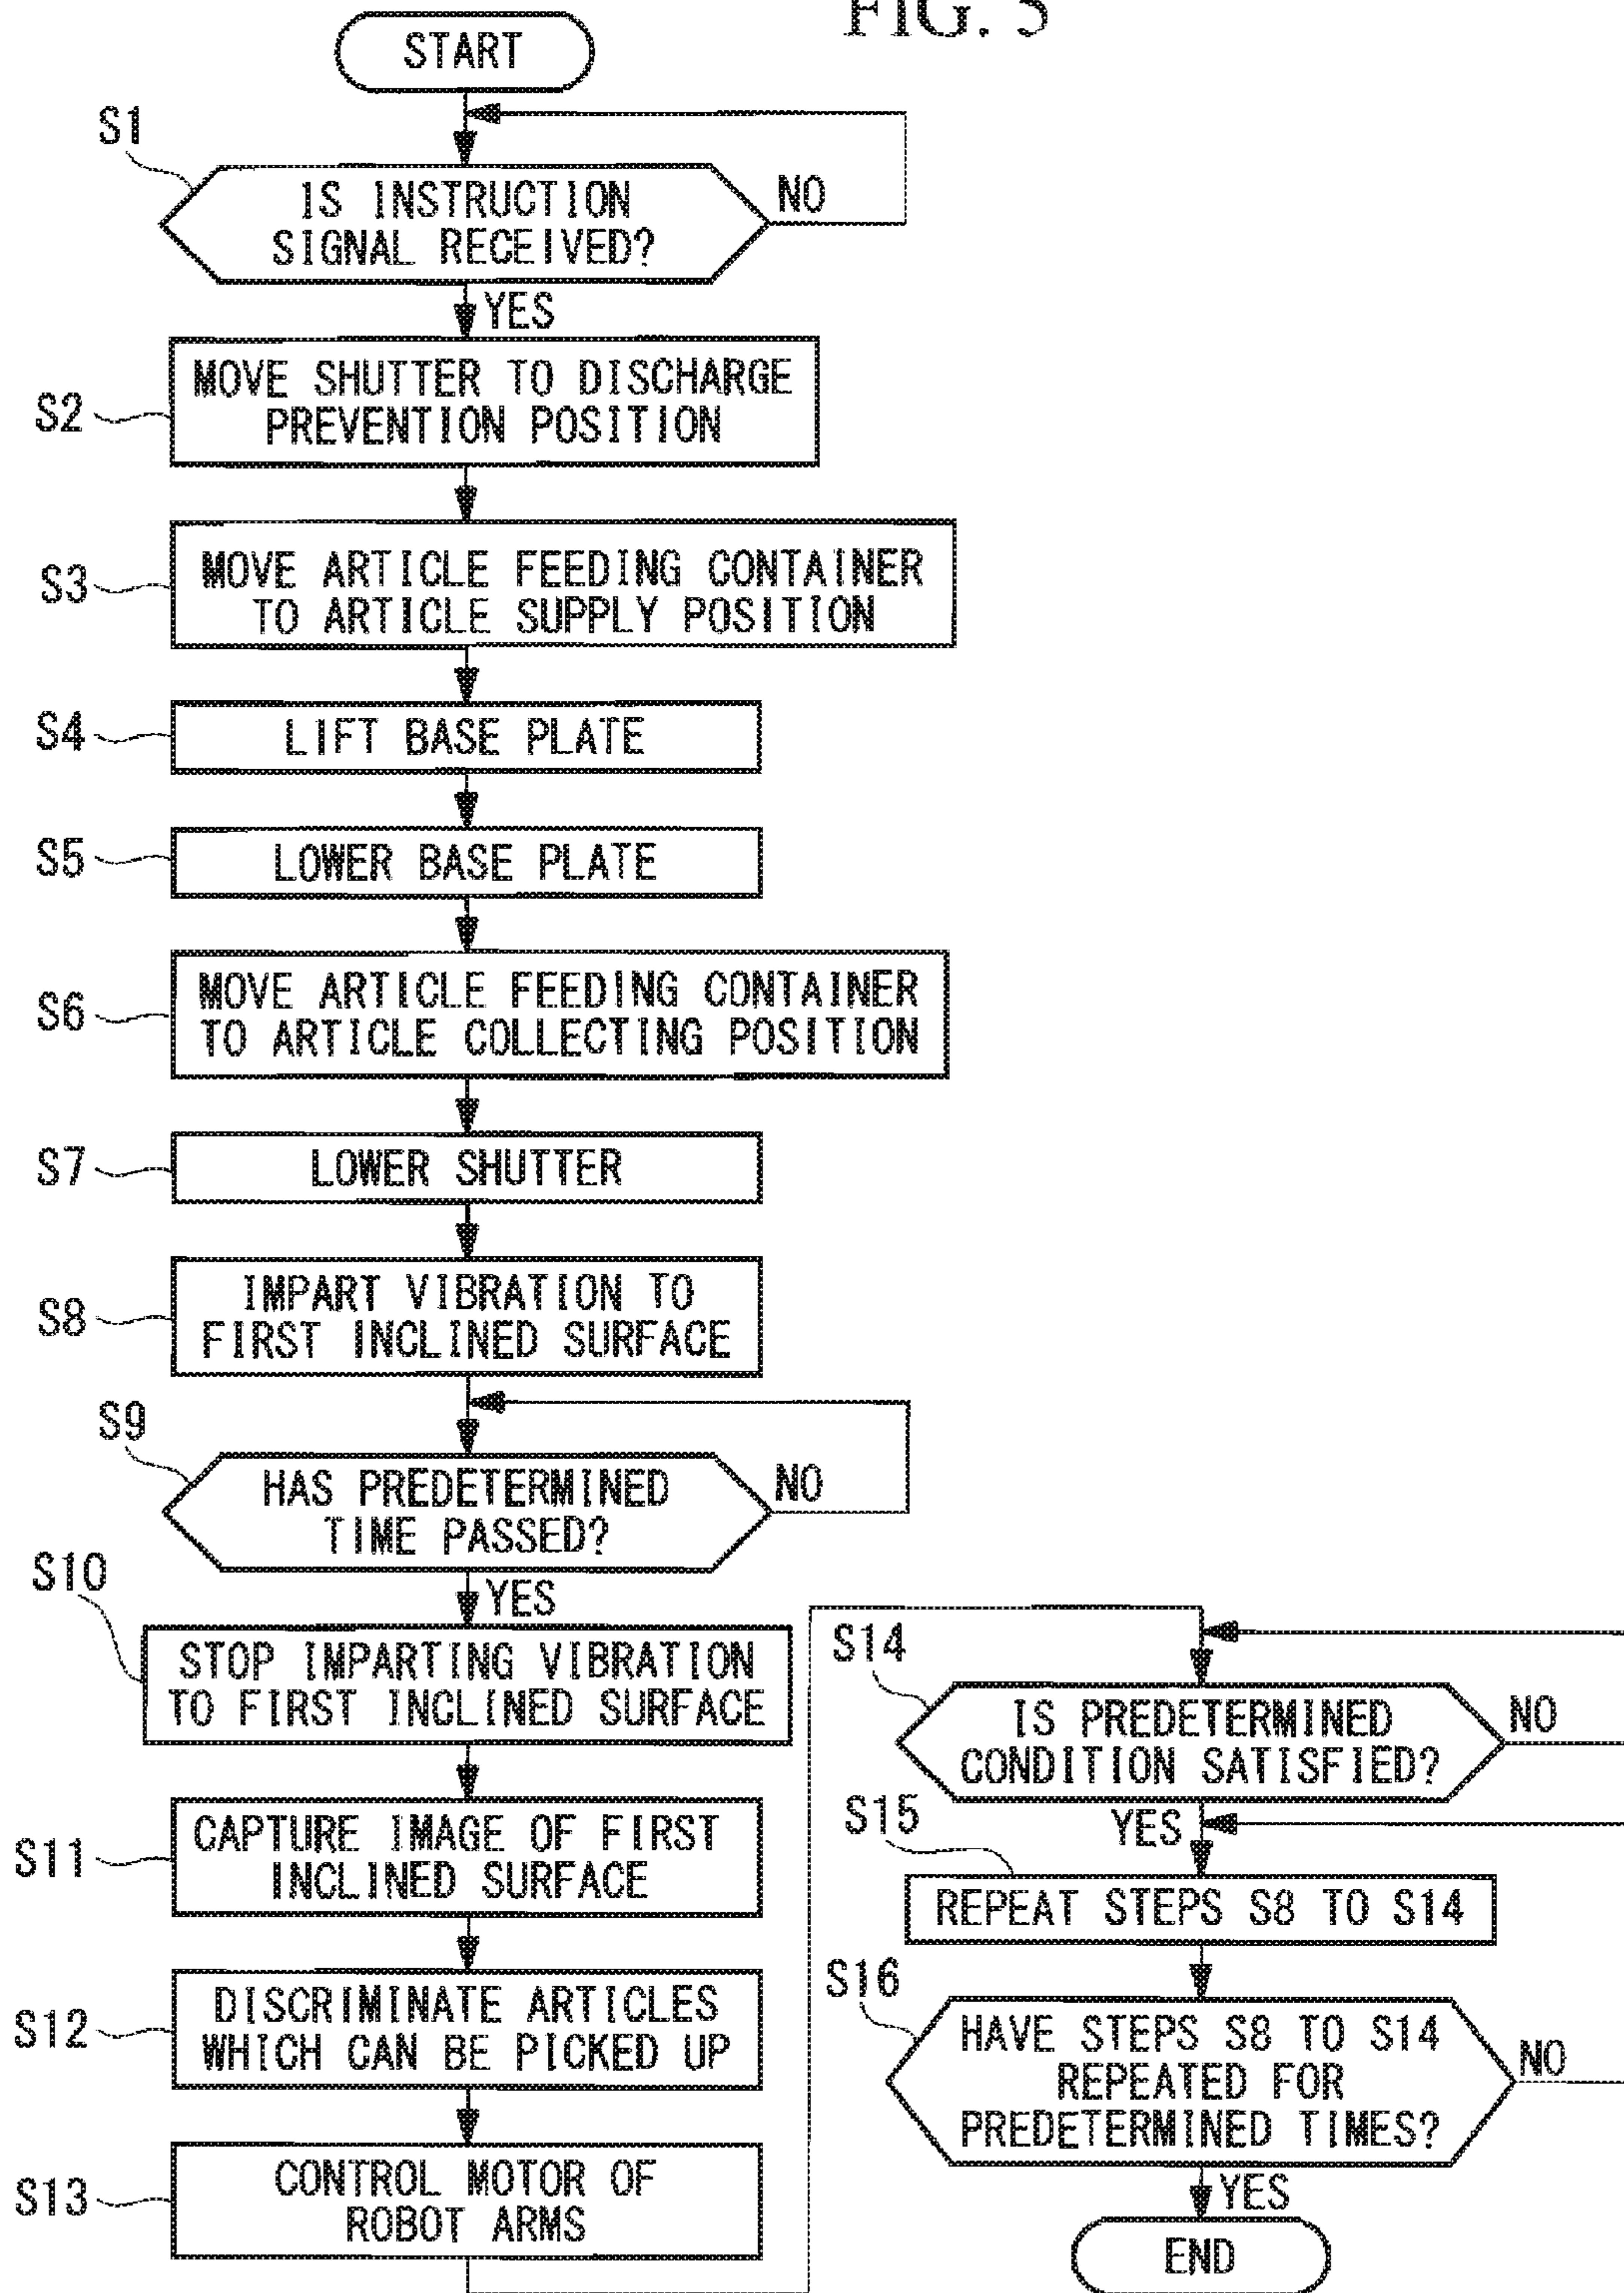 FIG. 5
START
S1
IS INSTRUCTION
SIGNAL RECEIVED?
NO
YES
S2
MOVE SHUTTER TO DISCHARGE
PREVENTION POSITION
S3
MOVE ARTICLE FEEDING CONTAINER
TO ARTICLE SUPPLY POSITION
S4
LIFT BASE PLATE
S5
LOWER BASE PLATE
S6
MOVE ARTICLE FEEDING CONTAINER
TO ARTICLE COLLECTING POSITION
S7
LOWER SHUTTER
S8
IMPART VIBRATION TO
FIRST INCLINED SURFACE
S9
HAS PREDETERMINED
TIME PASSED?
NO
YES
S10
STOP IMPARTING VIBRATION
TO FIRST INCLINED SURFACE
S11
CAPTURE IMAGE OF FIRST
INCLINED SURFACE
S12
DISCRIMINATE ARTICLES
WHICH CAN BE PICKED UP
S13
CONTROL MOTOR OF
ROBOT ARMS
S14
IS PREDETERMINED
CONDITION SATISFIED?
NO
YES
S15
REPEAT STEPS S8 TO S14
S16
HAVE STEPS S8 TO S14
REPEATED FOR
PREDETERMINED TIMES?
NO
YES
END